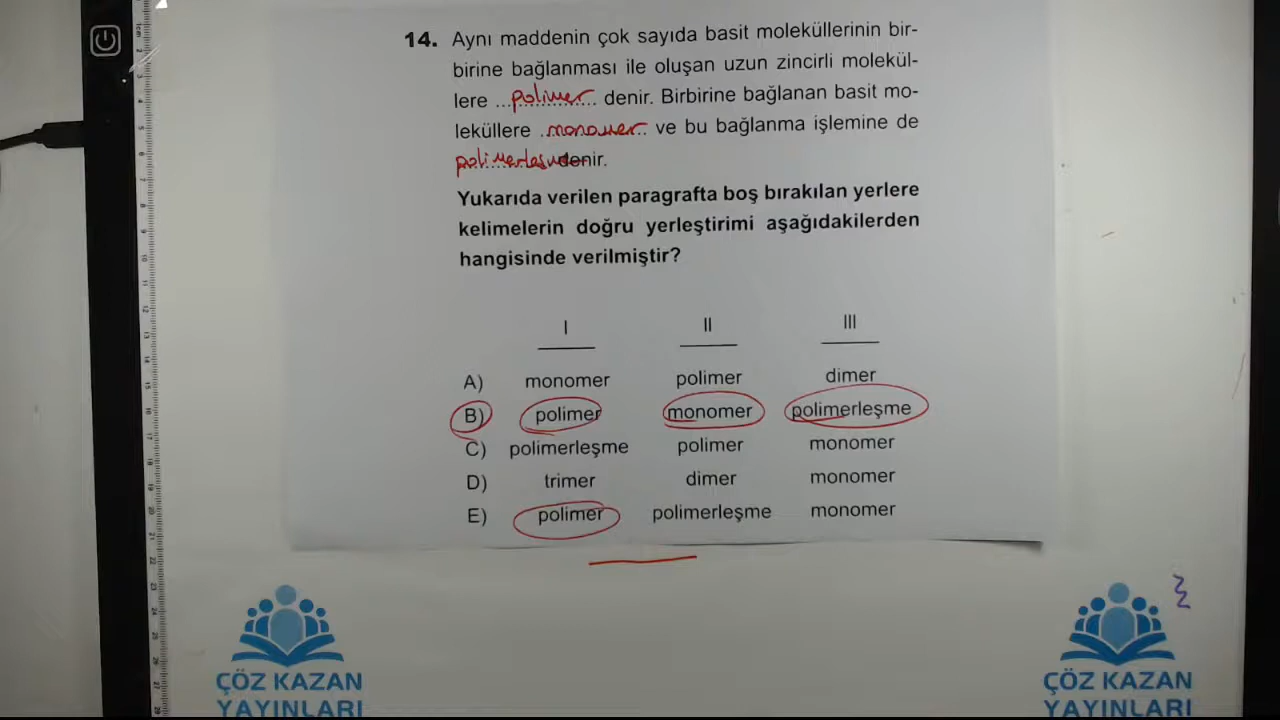 14. Aynı maddenin çok sayıda basit moleküllerinin bir-
birine bağlanması ile oluşan uzun zincirli molekül-
lere ...polimer... denir. Birbirine bağlanan basit mo-
leküllere .monomer.. ve bu bağlanma işlemine de
polimerleşme denir.
Yukarıda verilen paragrafta boş bırakılan yerlere
kelimelerin doğru yerleştirimi aşağıdakilerden
hangisinde verilmiştir?
I II III
A) monomer polimer dimer
B) polimer monomer polimerleşme
C) polimerleşme polimer monomer
D) trimer dimer monomer
E) polimer polimerleşme monomer
ÇÖZ KAZAN
YAYINLARI
ÇÖZ KAZAN
YAYINLARI